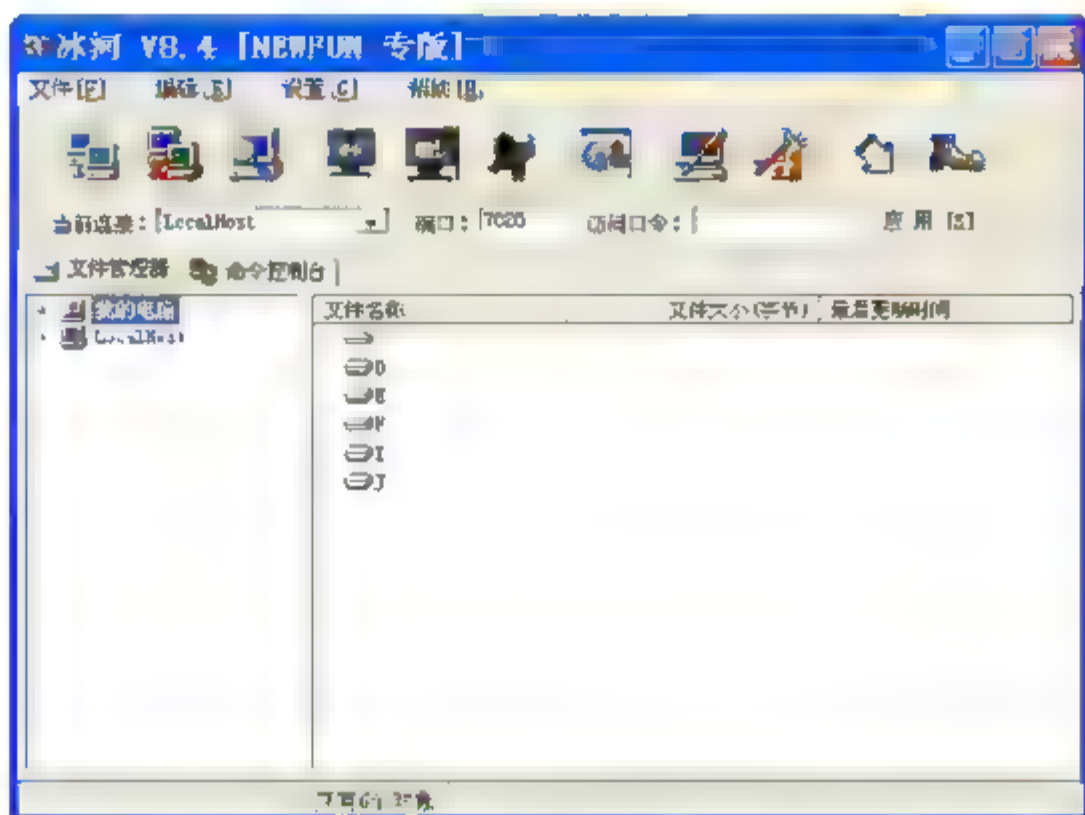 冰河 V8.4 [NEWFUN 专版]
文件[F] 编辑[E] 设置[C] 帮助[H]
当前连接: LocalHost 端口: 7626 访问口令: 应用[S]
文件管理器 命令控制台
我的电脑 文件名称 文件大小(字节) 最后更新时间
LocalHost
D
E
F
I
J